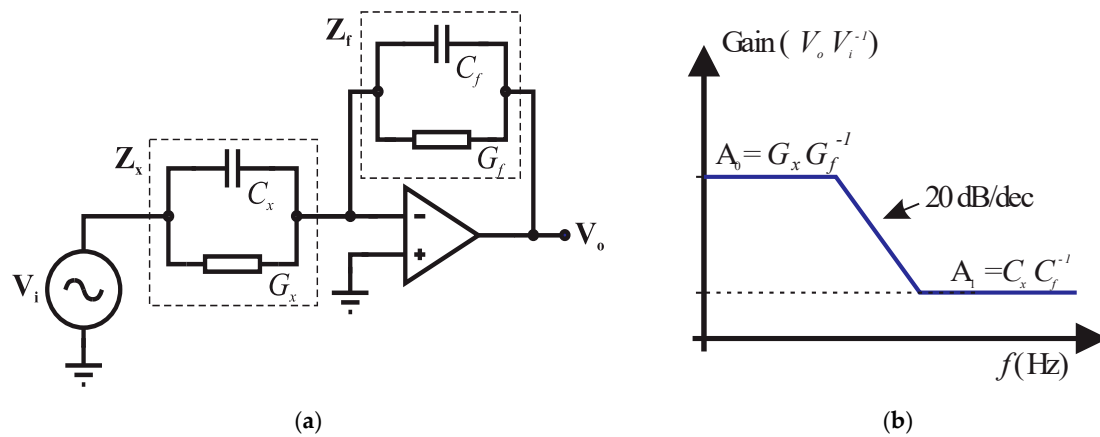 Z_f
C_f
G_f
Z_x
C_x
G_x
V_i
−
+
V_o
(a)
Gain ( V_o V_i^-1)
A_0 = G_x G_f^-1
20 dB/dec
A_1 = C_x C_f^-1
f (Hz)
(b)